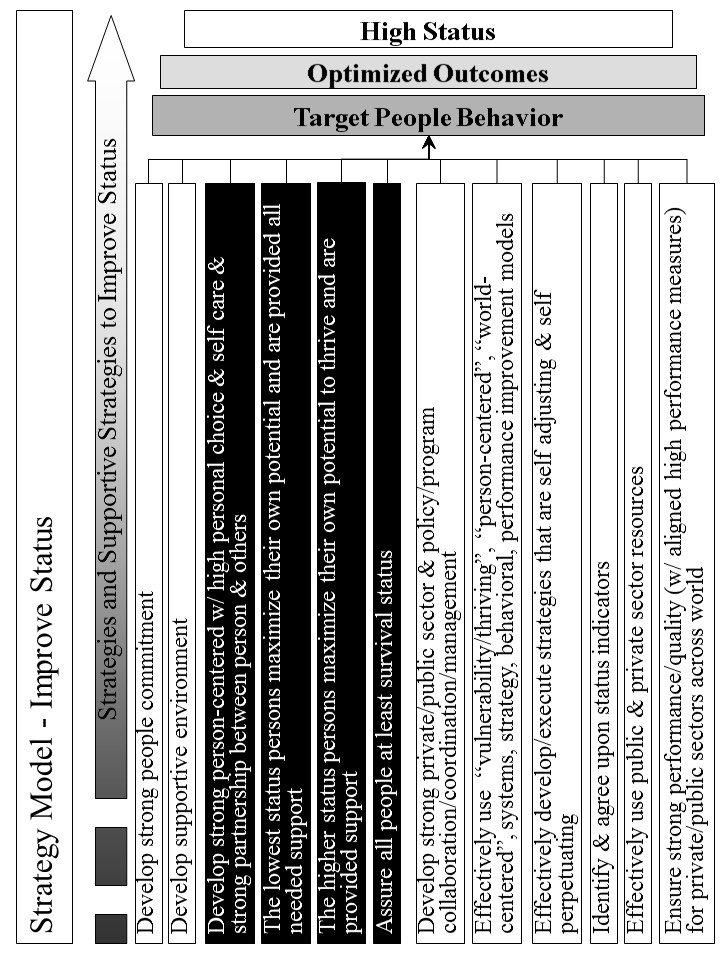 High Status
Optimized Outcomes
Target People Behavior
Strategy Model - Improve Status
Strategies and Supportive Strategies to Improve Status
Develop strong people commitment
Develop supportive environment
Develop strong person-centered w/ high personal choice & self care &
strong partnership between person & others
The lowest status persons maximize their own potential and are provided all
needed support
The higher status persons maximize their own potential to thrive and are
provided support
Assure all people at least survival status
Develop strong private/public sector & policy/program
collaboration/coordination/management
Effectively use “vulnerability/thriving”, “person-centered”, “world-
centered”, systems, strategy, behavioral, performance improvement models
Effectively develop/execute strategies that are self adjusting & self
perpetuating
Identify & agree upon status indicators
Effectively use public & private sector resources
Ensure strong performance/quality (w/ aligned high performance measures)
for private/public sectors across world